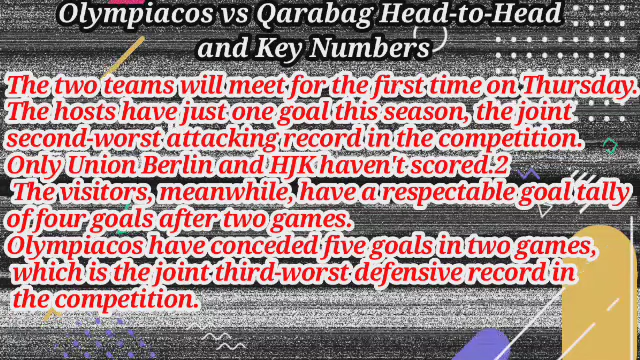 Olympiacos vs Qarabag Head-to-Head
and Key Numbers
The two teams will meet for the first time on Thursday.
The hosts have just one goal this season, the joint
second-worst attacking record in the competition.
Only Union Berlin and HJK haven't scored.2
The visitors, meanwhile, have a respectable goal tally
of four goals after two games.
Olympiacos have conceded five goals in two games,
which is the joint third-worst defensive record in
the competition.